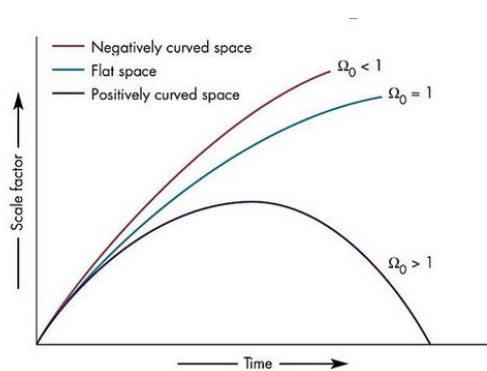 Negatively curved space
Flat space
Positively curved space
Ω₀ < 1
Ω₀ = 1
Ω₀ > 1
Scale factor
Time